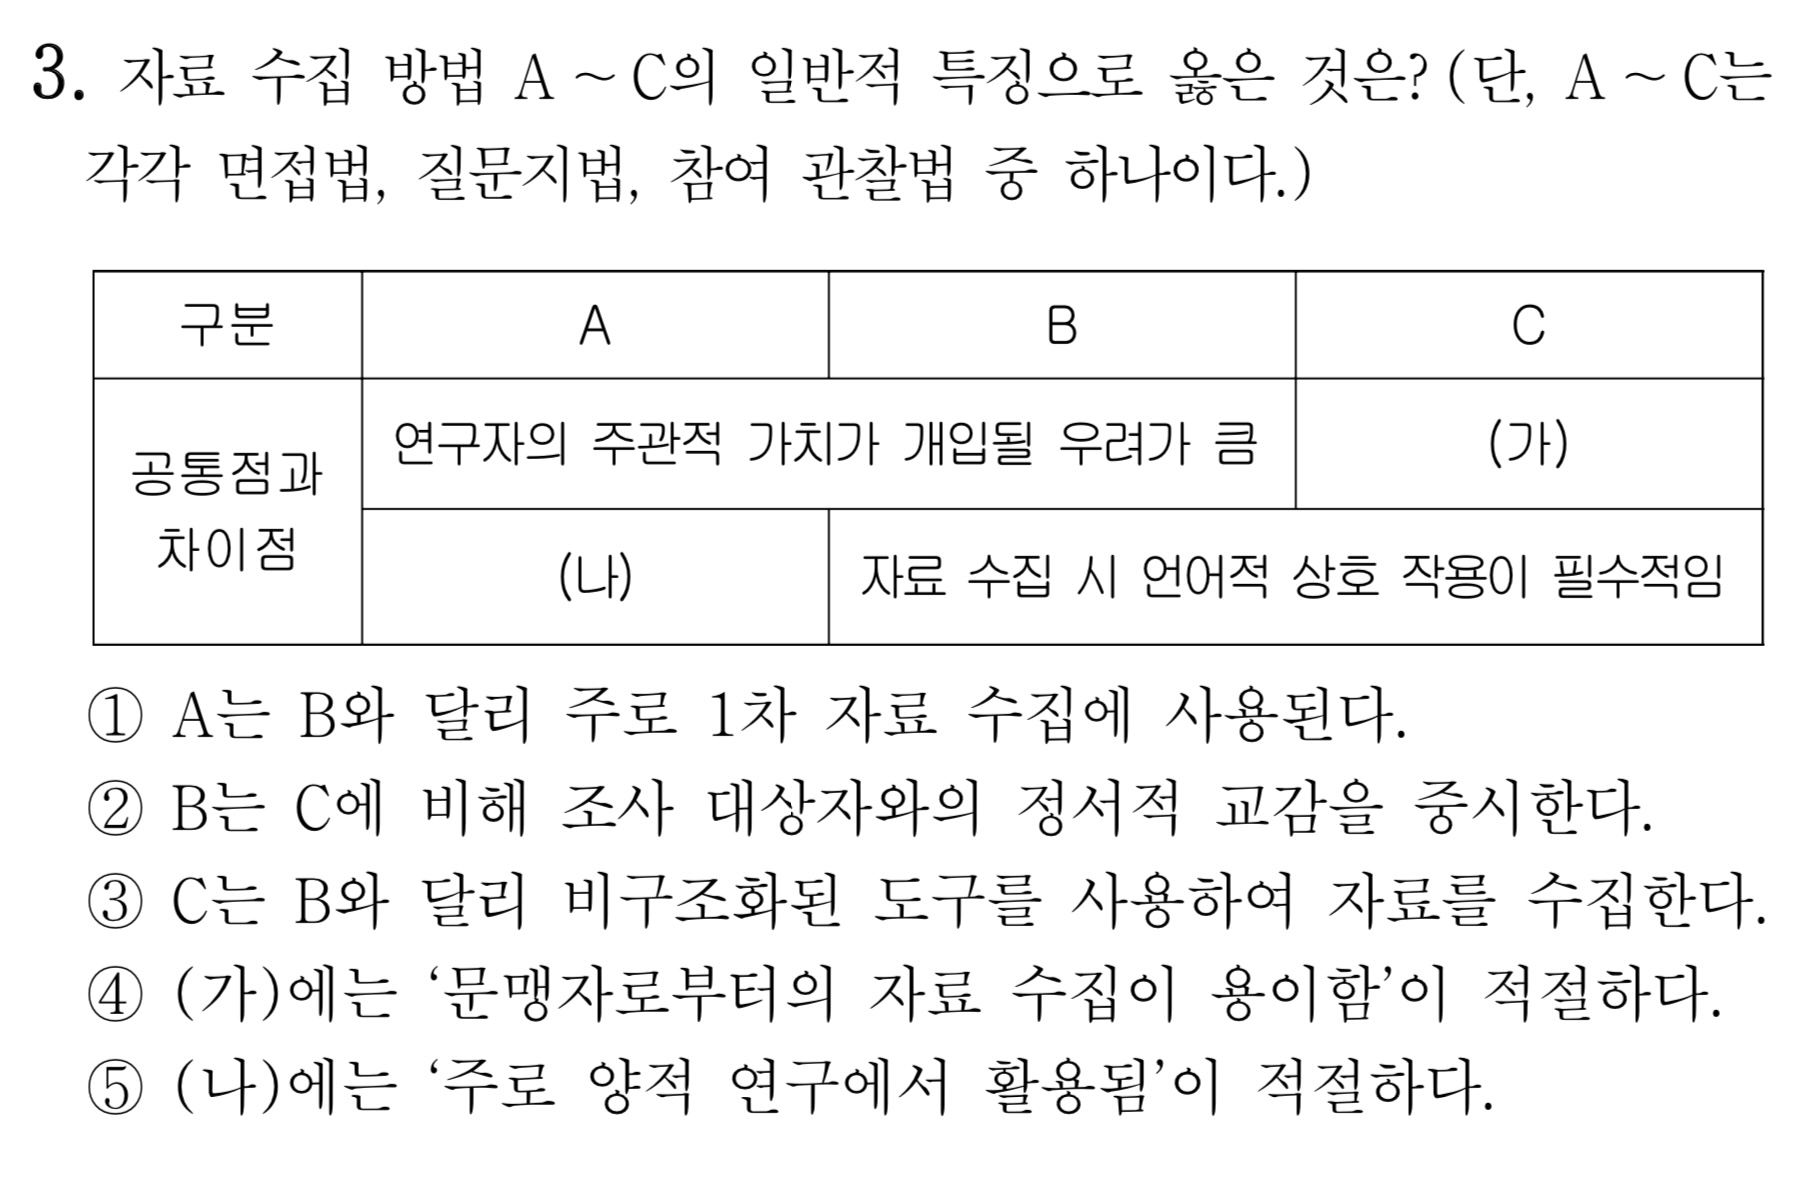 3. 자료 수집 방법 A ~ C의 일반적 특징으로 옳은 것은? (단, A ~ C는
각각 면접법, 질문지법, 참여 관찰법 중 하나이다.)
구분 A B C
공통점과 차이점
연구자의 주관적 가치가 개입될 우려가 큼 (가)
(나) 자료 수집 시 언어적 상호 작용이 필수적임
① A는 B와 달리 주로 1차 자료 수집에 사용된다.
② B는 C에 비해 조사 대상자와의 정서적 교감을 중시한다.
③ C는 B와 달리 비구조화된 도구를 사용하여 자료를 수집한다.
④ (가)에는 ‘문맹자로부터의 자료 수집이 용이함’이 적절하다.
⑤ (나)에는 ‘주로 양적 연구에서 활용됨’이 적절하다.